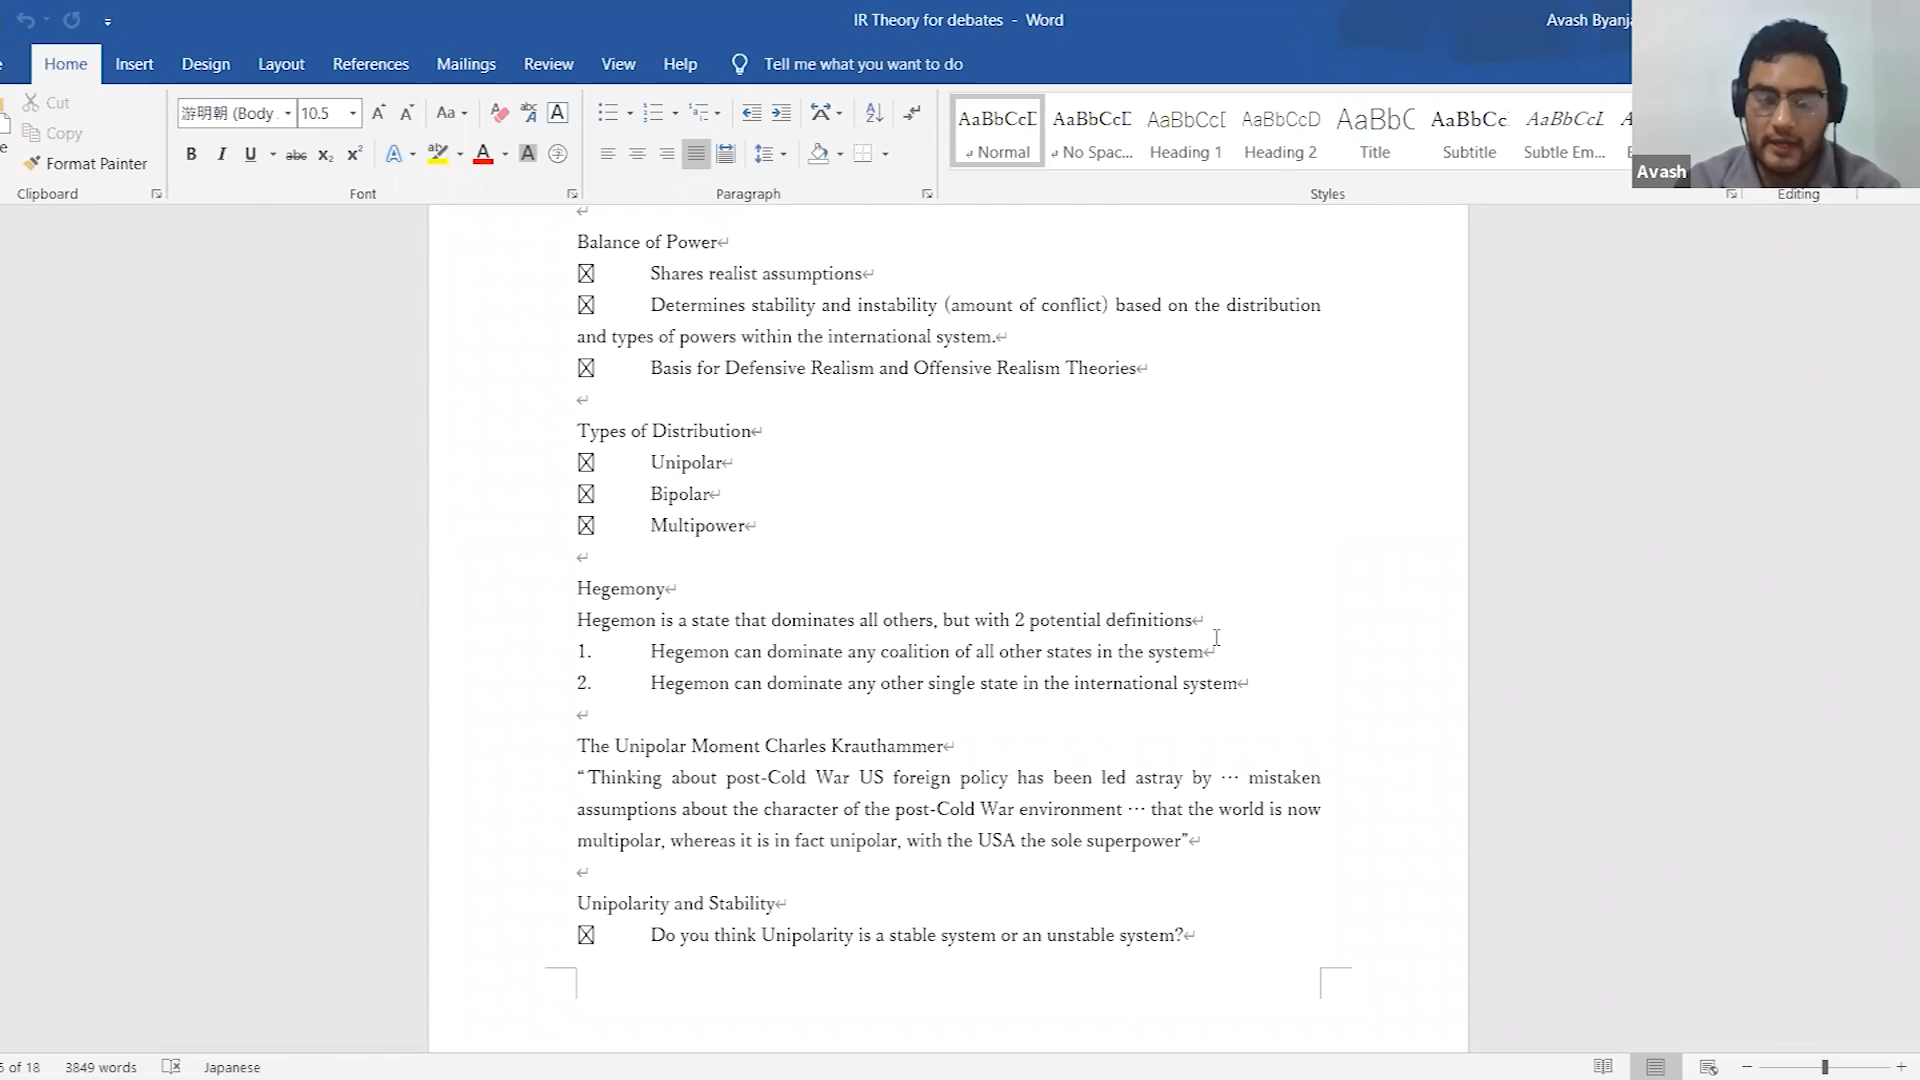 IR Theory for debates - Word
Avash Byanj
Home Insert Design Layout References Mailings Review View Help Tell me what you want to do
Cut
Copy
Format Painter
Clipboard
游明朝 (Body 10.5
Font
Paragraph
AaBbCcD AaBbCcD AaBbCcD AaBbCcD AaBbC AaBbCc AaBbCcL
Normal No Spac... Heading 1 Heading 2 Title Subtitle Subtle Em...
Styles
Editing
Avash
Balance of Power
Shares realist assumptions
Determines stability and instability (amount of conflict) based on the distribution
and types of powers within the international system.
Basis for Defensive Realism and Offensive Realism Theories
Types of Distribution
Unipolar
Bipolar
Multipower
Hegemony
Hegemon is a state that dominates all others, but with 2 potential definitions
1. Hegemon can dominate any coalition of all other states in the system
2. Hegemon can dominate any other single state in the international system
The Unipolar Moment Charles Krauthammer
“Thinking about post-Cold War US foreign policy has been led astray by … mistaken
assumptions about the character of the post-Cold War environment … that the world is now
multipolar, whereas it is in fact unipolar, with the USA the sole superpower”
Unipolarity and Stability
Do you think Unipolarity is a stable system or an unstable system?
of 18 3849 words Japanese